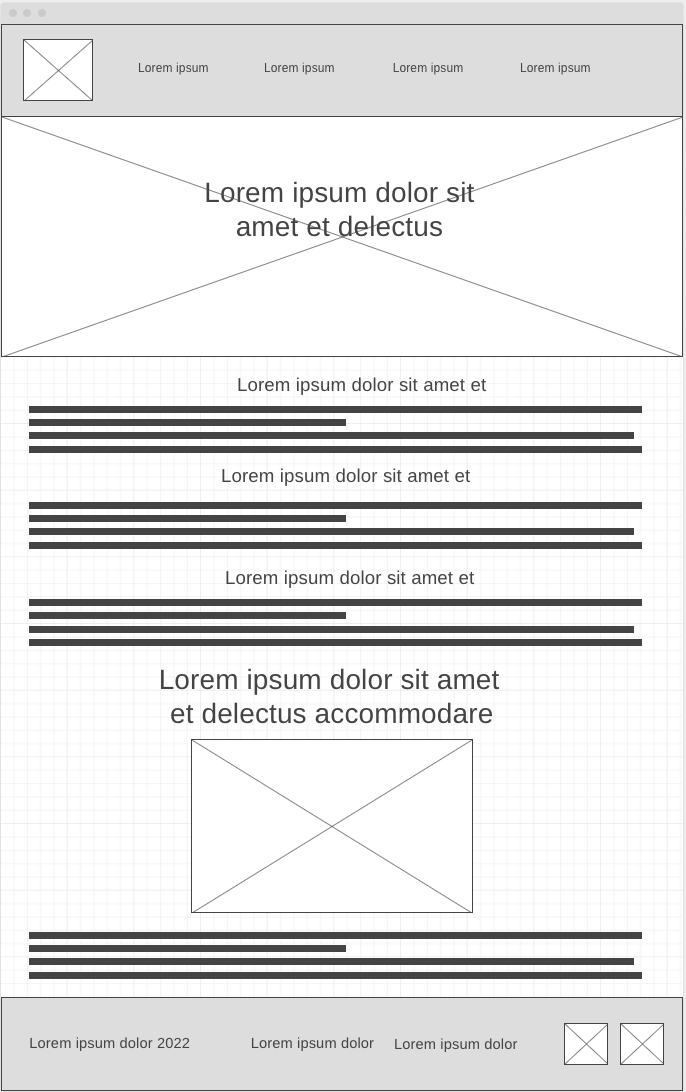 Lorem ipsum Lorem ipsum Lorem ipsum Lorem ipsum
Lorem ipsum dolor sit
amet et delectus
Lorem ipsum dolor sit amet et
Lorem ipsum dolor sit amet et
Lorem ipsum dolor sit amet et
Lorem ipsum dolor sit amet
et delectus accommodare
Lorem ipsum dolor 2022 Lorem ipsum dolor Lorem ipsum dolor